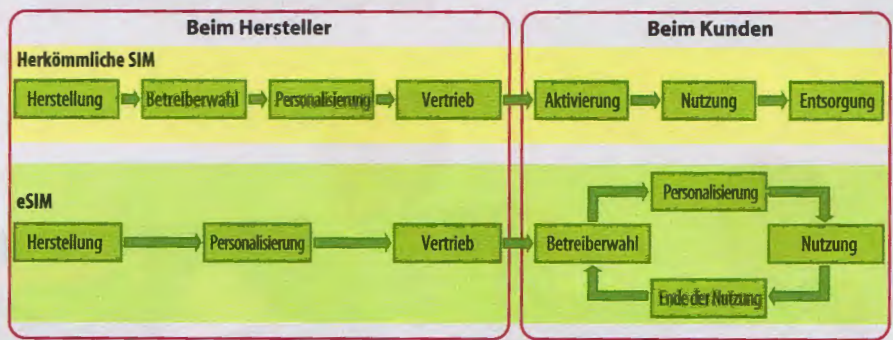 Beim Hersteller
Beim Kunden
Herkömmliche SIM
Herstellung
Betreiberwahl
Personalisierung
Vertrieb
Aktivierung
Nutzung
Entsorgung
eSIM
Herstellung
Personalisierung
Vertrieb
Betreiberwahl
Personalisierung
Nutzung
Ende der Nutzung